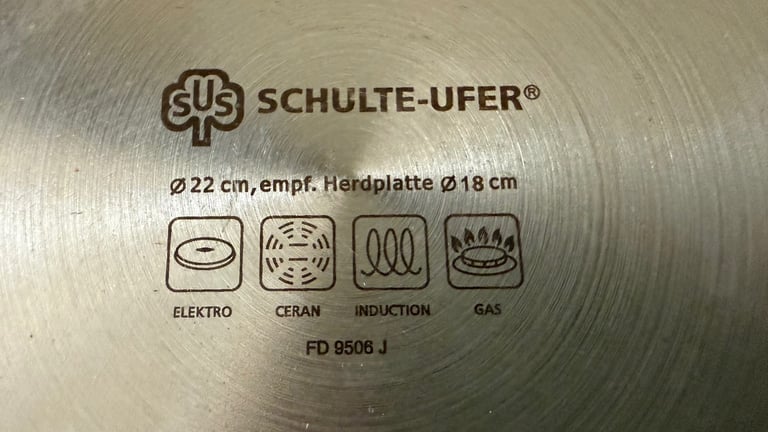 SUS SCHULTE-UFER®
Ø 22 cm, empf. Herdplatte Ø 18 cm
ELEKTRO CERAN INDUCTION GAS
FD 9506 J